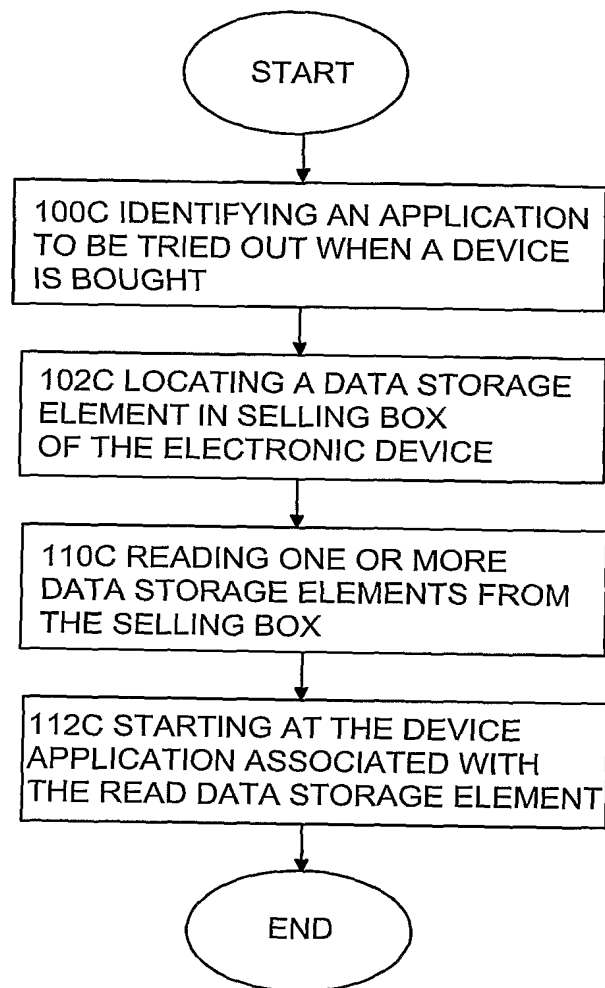 START
100C IDENTIFYING AN APPLICATION
TO BE TRIED OUT WHEN A DEVICE
IS BOUGHT
102C LOCATING A DATA STORAGE
ELEMENT IN SELLING BOX
OF THE ELECTRONIC DEVICE
110C READING ONE OR MORE
DATA STORAGE ELEMENTS FROM
THE SELLING BOX
112C STARTING AT THE DEVICE
APPLICATION ASSOCIATED WITH
THE READ DATA STORAGE ELEMENT
END